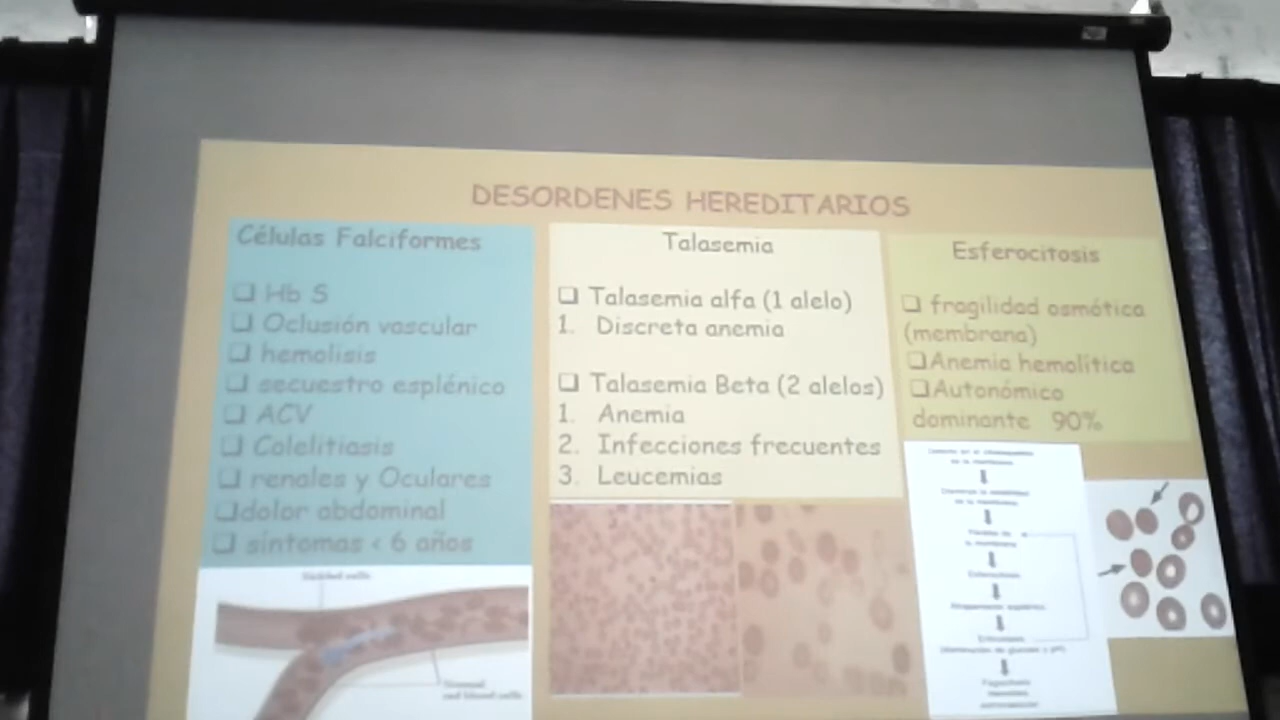 DESORDENES HEREDITARIOS
Células Falciformes
❑ Hb S
❑ Oclusión vascular
❑ hemolisis
❑ secuestro esplénico
❑ ACV
❑ Colelitiasis
❑ renales y Oculares
❑dolor abdominal
❑ sintomas < 6 años
Talasemia
❑ Talasemia alfa (1 alelo)
1. Discreta anemia
❑ Talasemia Beta (2 alelos)
1. Anemia
2. Infecciones frecuentes
3. Leucemias
Esferocitosis
❑ fragilidad osmótica
(membrana)
❑Anemia hemolítica
❑Autonómico
dominante 90%